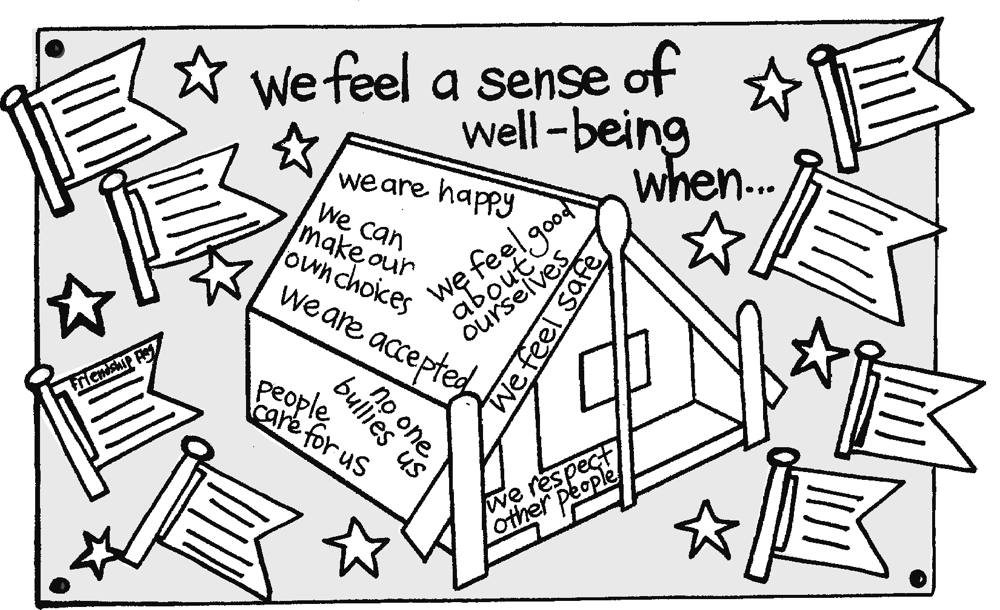 we feel a sense of
well-being
when...
we are happy
we can
make our
own choices
we feel good
about
ourselves
We are accepted
we feel safe
people
care for us
no one
bullies us
we respect
other people
Friendship Flag